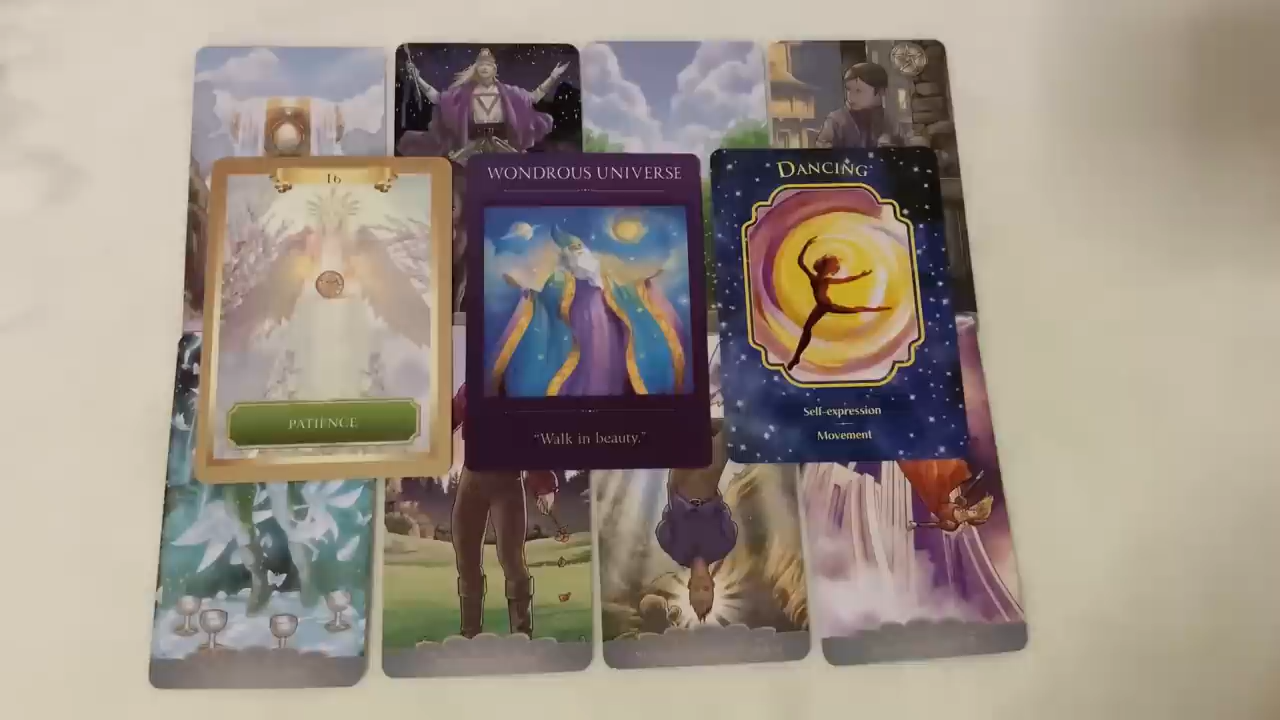 16
PATIENCE
WONDROUS UNIVERSE
"Walk in beauty."
DANCING
Self-expression
Movement